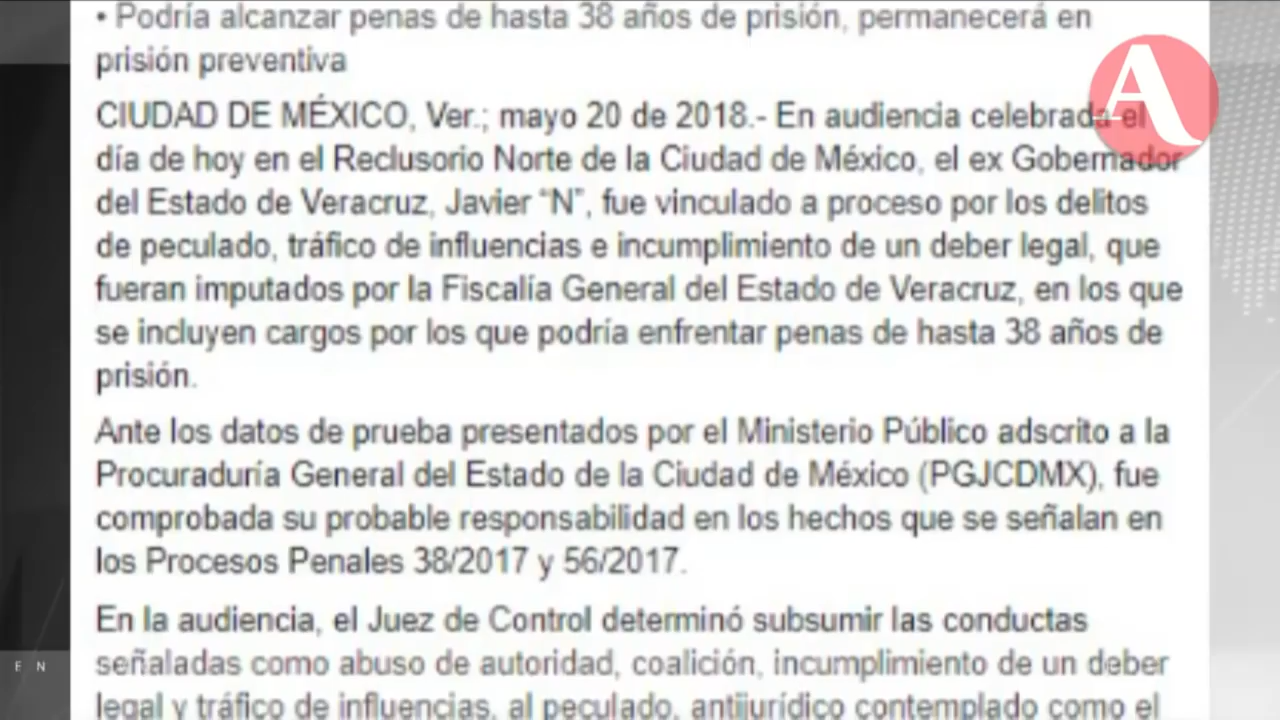 • Podría alcanzar penas de hasta 38 años de prisión, permanecerá en
prisión preventiva
CIUDAD DE MÉXICO, Ver.; mayo 20 de 2018.- En audiencia celebrada el
día de hoy en el Reclusorio Norte de la Ciudad de México, el ex Gobernador
del Estado de Veracruz, Javier “N”, fue vinculado a proceso por los delitos
de peculado, tráfico de influencias e incumplimiento de un deber legal, que
fueran imputados por la Fiscalía General del Estado de Veracruz, en los que
se incluyen cargos por los que podría enfrentar penas de hasta 38 años de
prisión.
Ante los datos de prueba presentados por el Ministerio Público adscrito a la
Procuraduría General del Estado de la Ciudad de México (PGJCDMX), fue
comprobada su probable responsabilidad en los hechos que se señalan en
los Procesos Penales 38/2017 y 56/2017.
En la audiencia, el Juez de Control determinó subsumir las conductas
señaladas como abuso de autoridad, coalición, incumplimiento de un deber
legal y tráfico de influencias, al peculado, antijurídico contemplado como el
A
EN